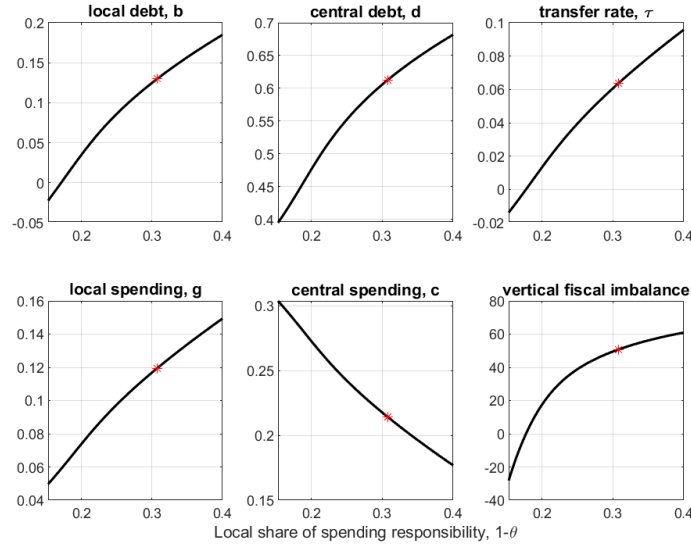 local debt, b
0.2
0.15
0.1
0.05
0
-0.05
0.2 0.3 0.4
central debt, d
0.7
0.65
0.6
0.55
0.5
0.45
0.4
0.2 0.3 0.4
transfer rate, τ
0.1
0.08
0.06
0.04
0.02
0
-0.02
0.2 0.3 0.4
local spending, g
0.16
0.14
0.12
0.1
0.08
0.06
0.04
0.2 0.3 0.4
central spending, c
0.3
0.25
0.2
0.15
0.2 0.3 0.4
vertical fiscal imbalance
80
60
40
20
0
-20
-40
0.2 0.3 0.4
Local share of spending responsibility, 1-θ